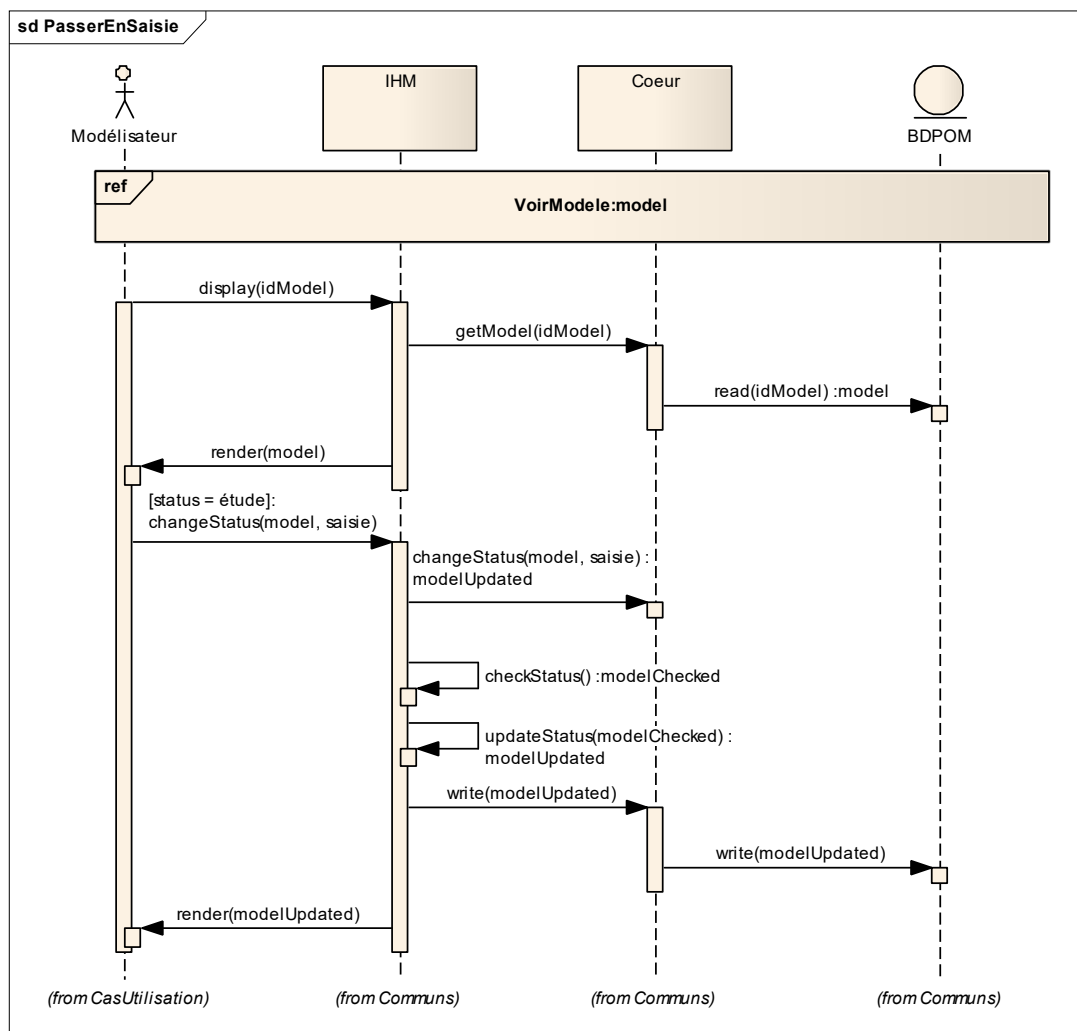 sd PasserEnSaisie
Modélisateur
IHM
Coeur
BDPOM
ref
VoirModele:model
display(idModel)
getModel(idModel)
read(idModel) :model
render(model)
[status = étude]:
changeStatus(model, saisie)
changeStatus(model, saisie) :
modelUpdated
checkStatus() :modelChecked
updateStatus(modelChecked) :
modelUpdated
write(modelUpdated)
write(modelUpdated)
render(modelUpdated)
(from CasUtilisation)
(from Communs)
(from Communs)
(from Communs)